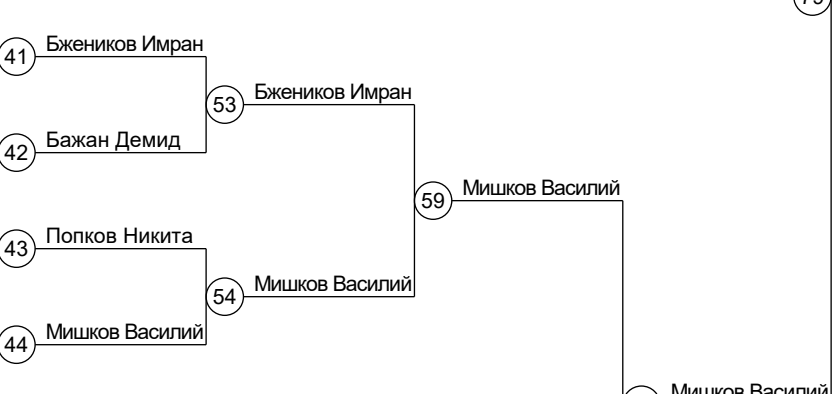 41 Бжеников Имран
53 Бжеников Имран
42 Бажан Демид
59 Мишков Василий
43 Попков Никита
54 Мишков Василий
44 Мишков Василий
Мишков Василий